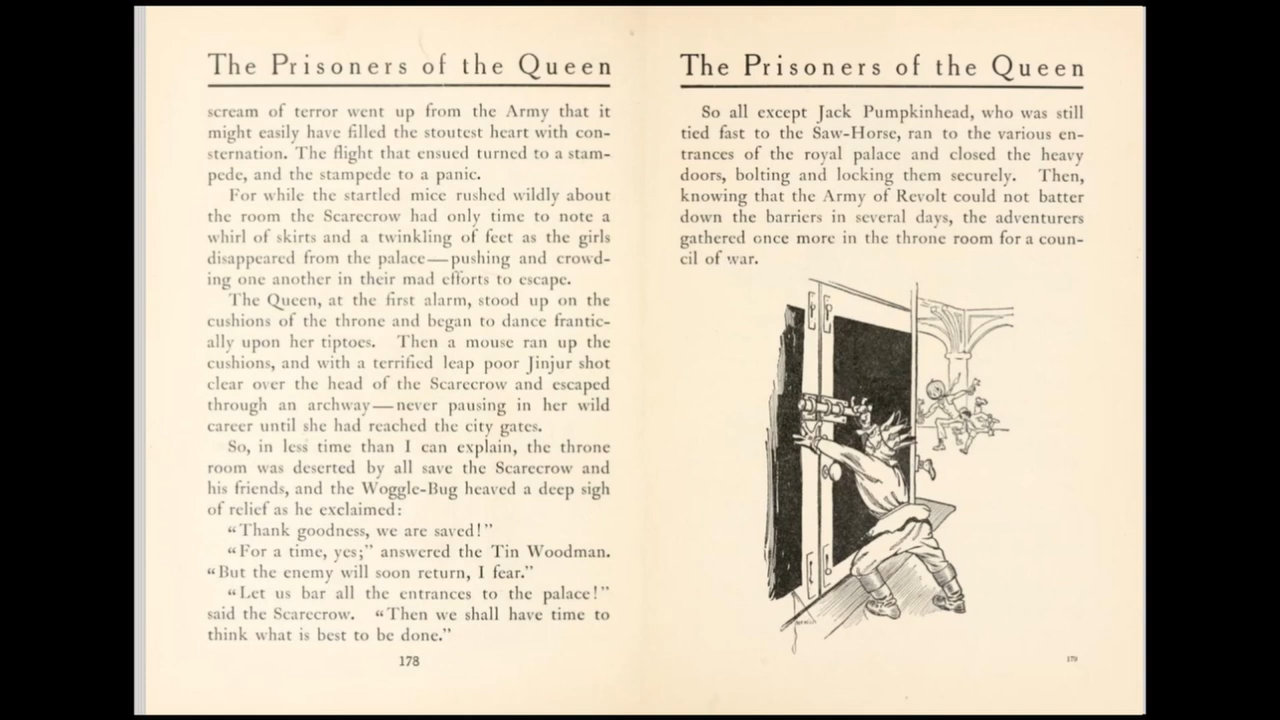 The Prisoners of the Queen
scream of terror went up from the Army that it
might easily have filled the stoutest heart with con-
sternation. The flight that ensued turned to a stam-
pede, and the stampede to a panic.
For while the startled mice rushed wildly about
the room the Scarecrow had only time to note a
whirl of skirts and a twinkling of feet as the girls
disappeared from the palace—pushing and crowd-
ing one another in their mad efforts to escape.
The Queen, at the first alarm, stood up on the
cushions of the throne and began to dance frantic-
ally upon her tiptoes. Then a mouse ran up the
cushions, and with a terrified leap poor Jinjur shot
clear over the head of the Scarecrow and escaped
through an archway—never pausing in her wild
career until she had reached the city gates.
So, in less time than I can explain, the throne
room was deserted by all save the Scarecrow and
his friends, and the Woggle-Bug heaved a deep sigh
of relief as he exclaimed:
“Thank goodness, we are saved!”
“For a time, yes;” answered the Tin Woodman.
“But the enemy will soon return, I fear.”
“Let us bar all the entrances to the palace!”
said the Scarecrow. “Then we shall have time to
think what is best to be done.”
178
The Prisoners of the Queen
So all except Jack Pumpkinhead, who was still
tied fast to the Saw-Horse, ran to the various en-
trances of the royal palace and closed the heavy
doors, bolting and locking them securely. Then,
knowing that the Army of Revolt could not batter
down the barriers in several days, the adventurers
gathered once more in the throne room for a coun-
cil of war.
179